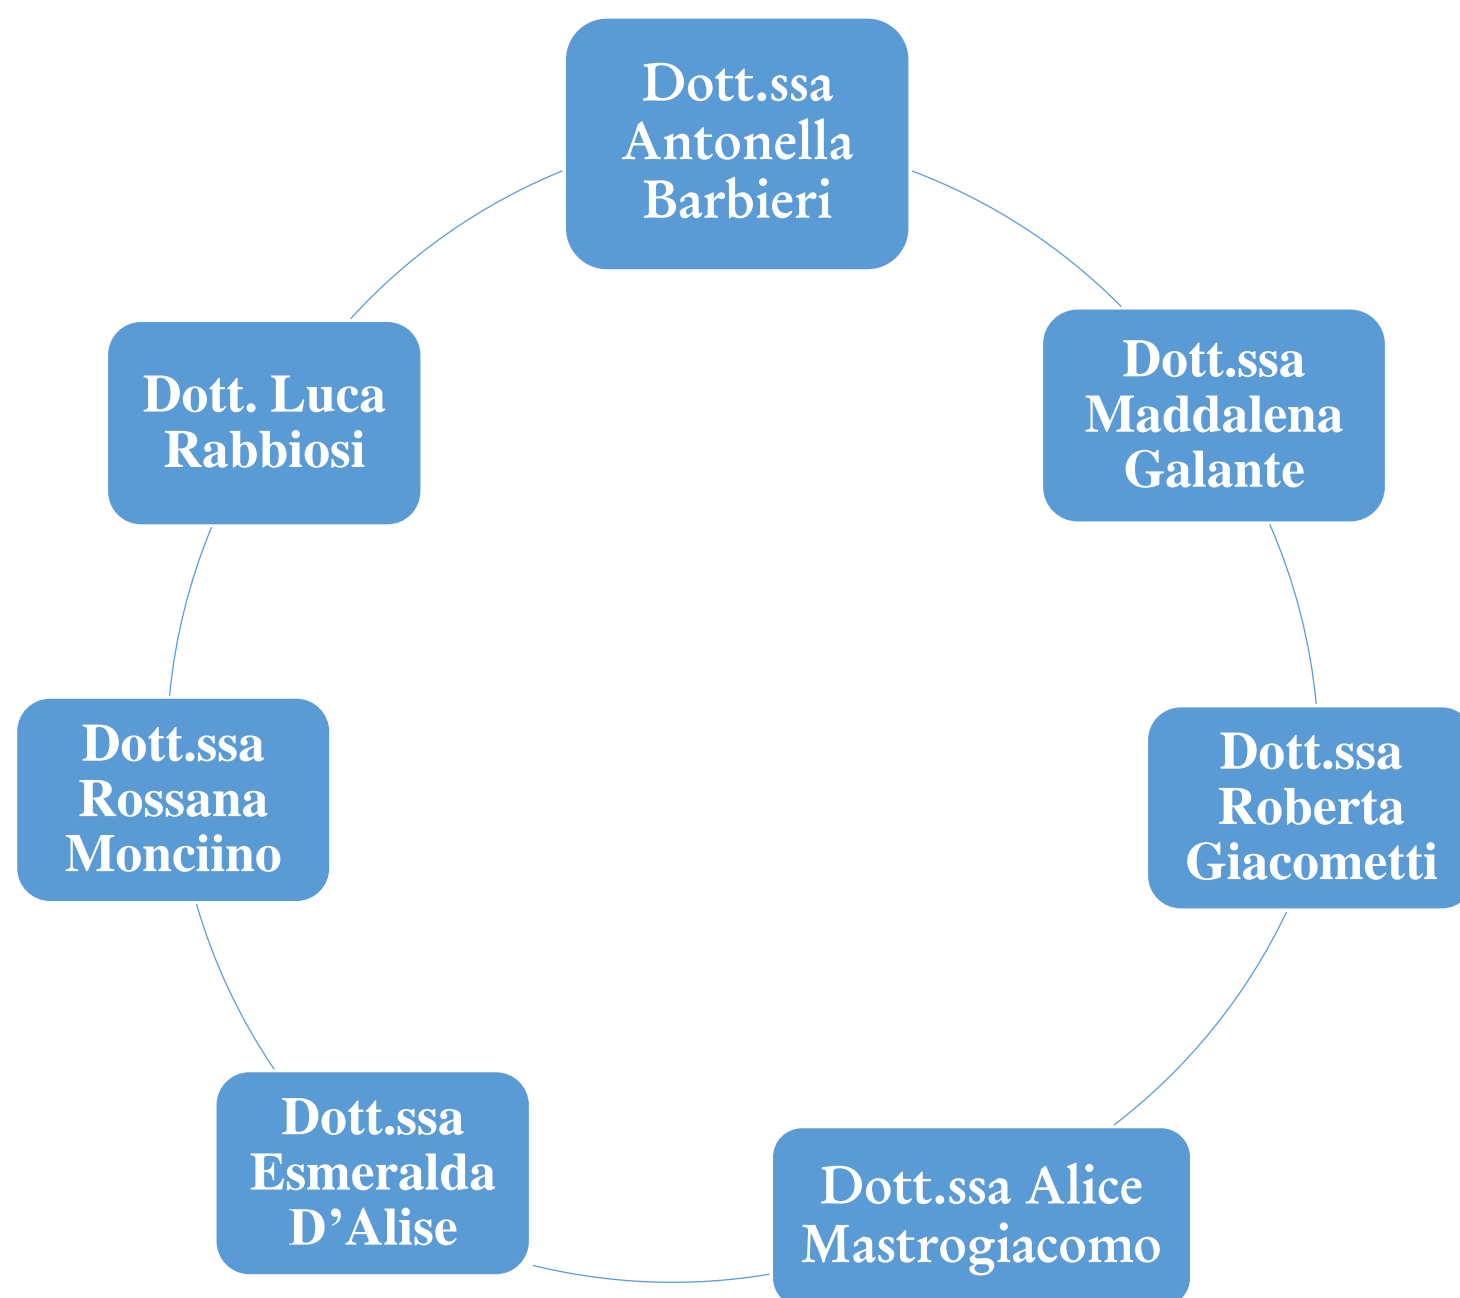 Dott.ssa
Antonella
Barbieri
Dott.ssa
Maddalena
Galante
Dott.ssa
Roberta
Giacometti
Dott.ssa Alice
Mastrogiacomo
Dott.ssa
Esmeralda
D’Alise
Dott.ssa
Rossana
Monciino
Dott. Luca
Rabbiosi